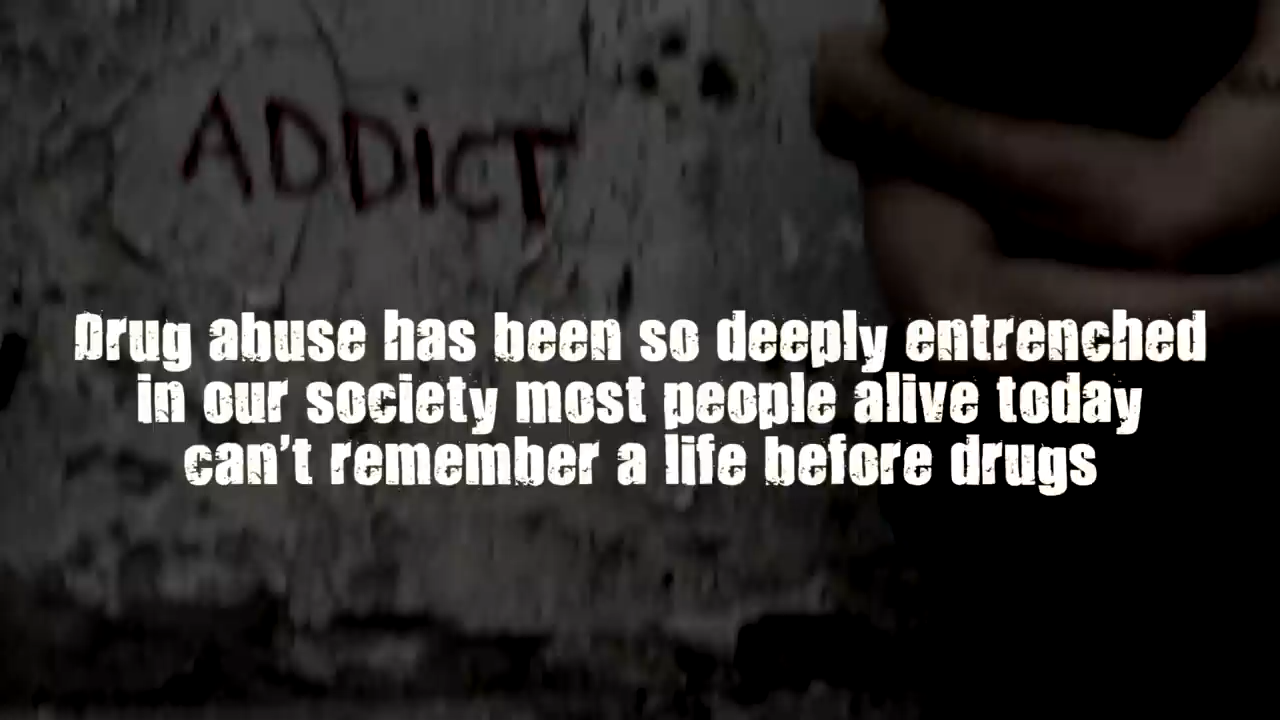 ADDiCT
Drug abuse has been so deeply entrenched
in our society most people alive today
can't remember a life before drugs